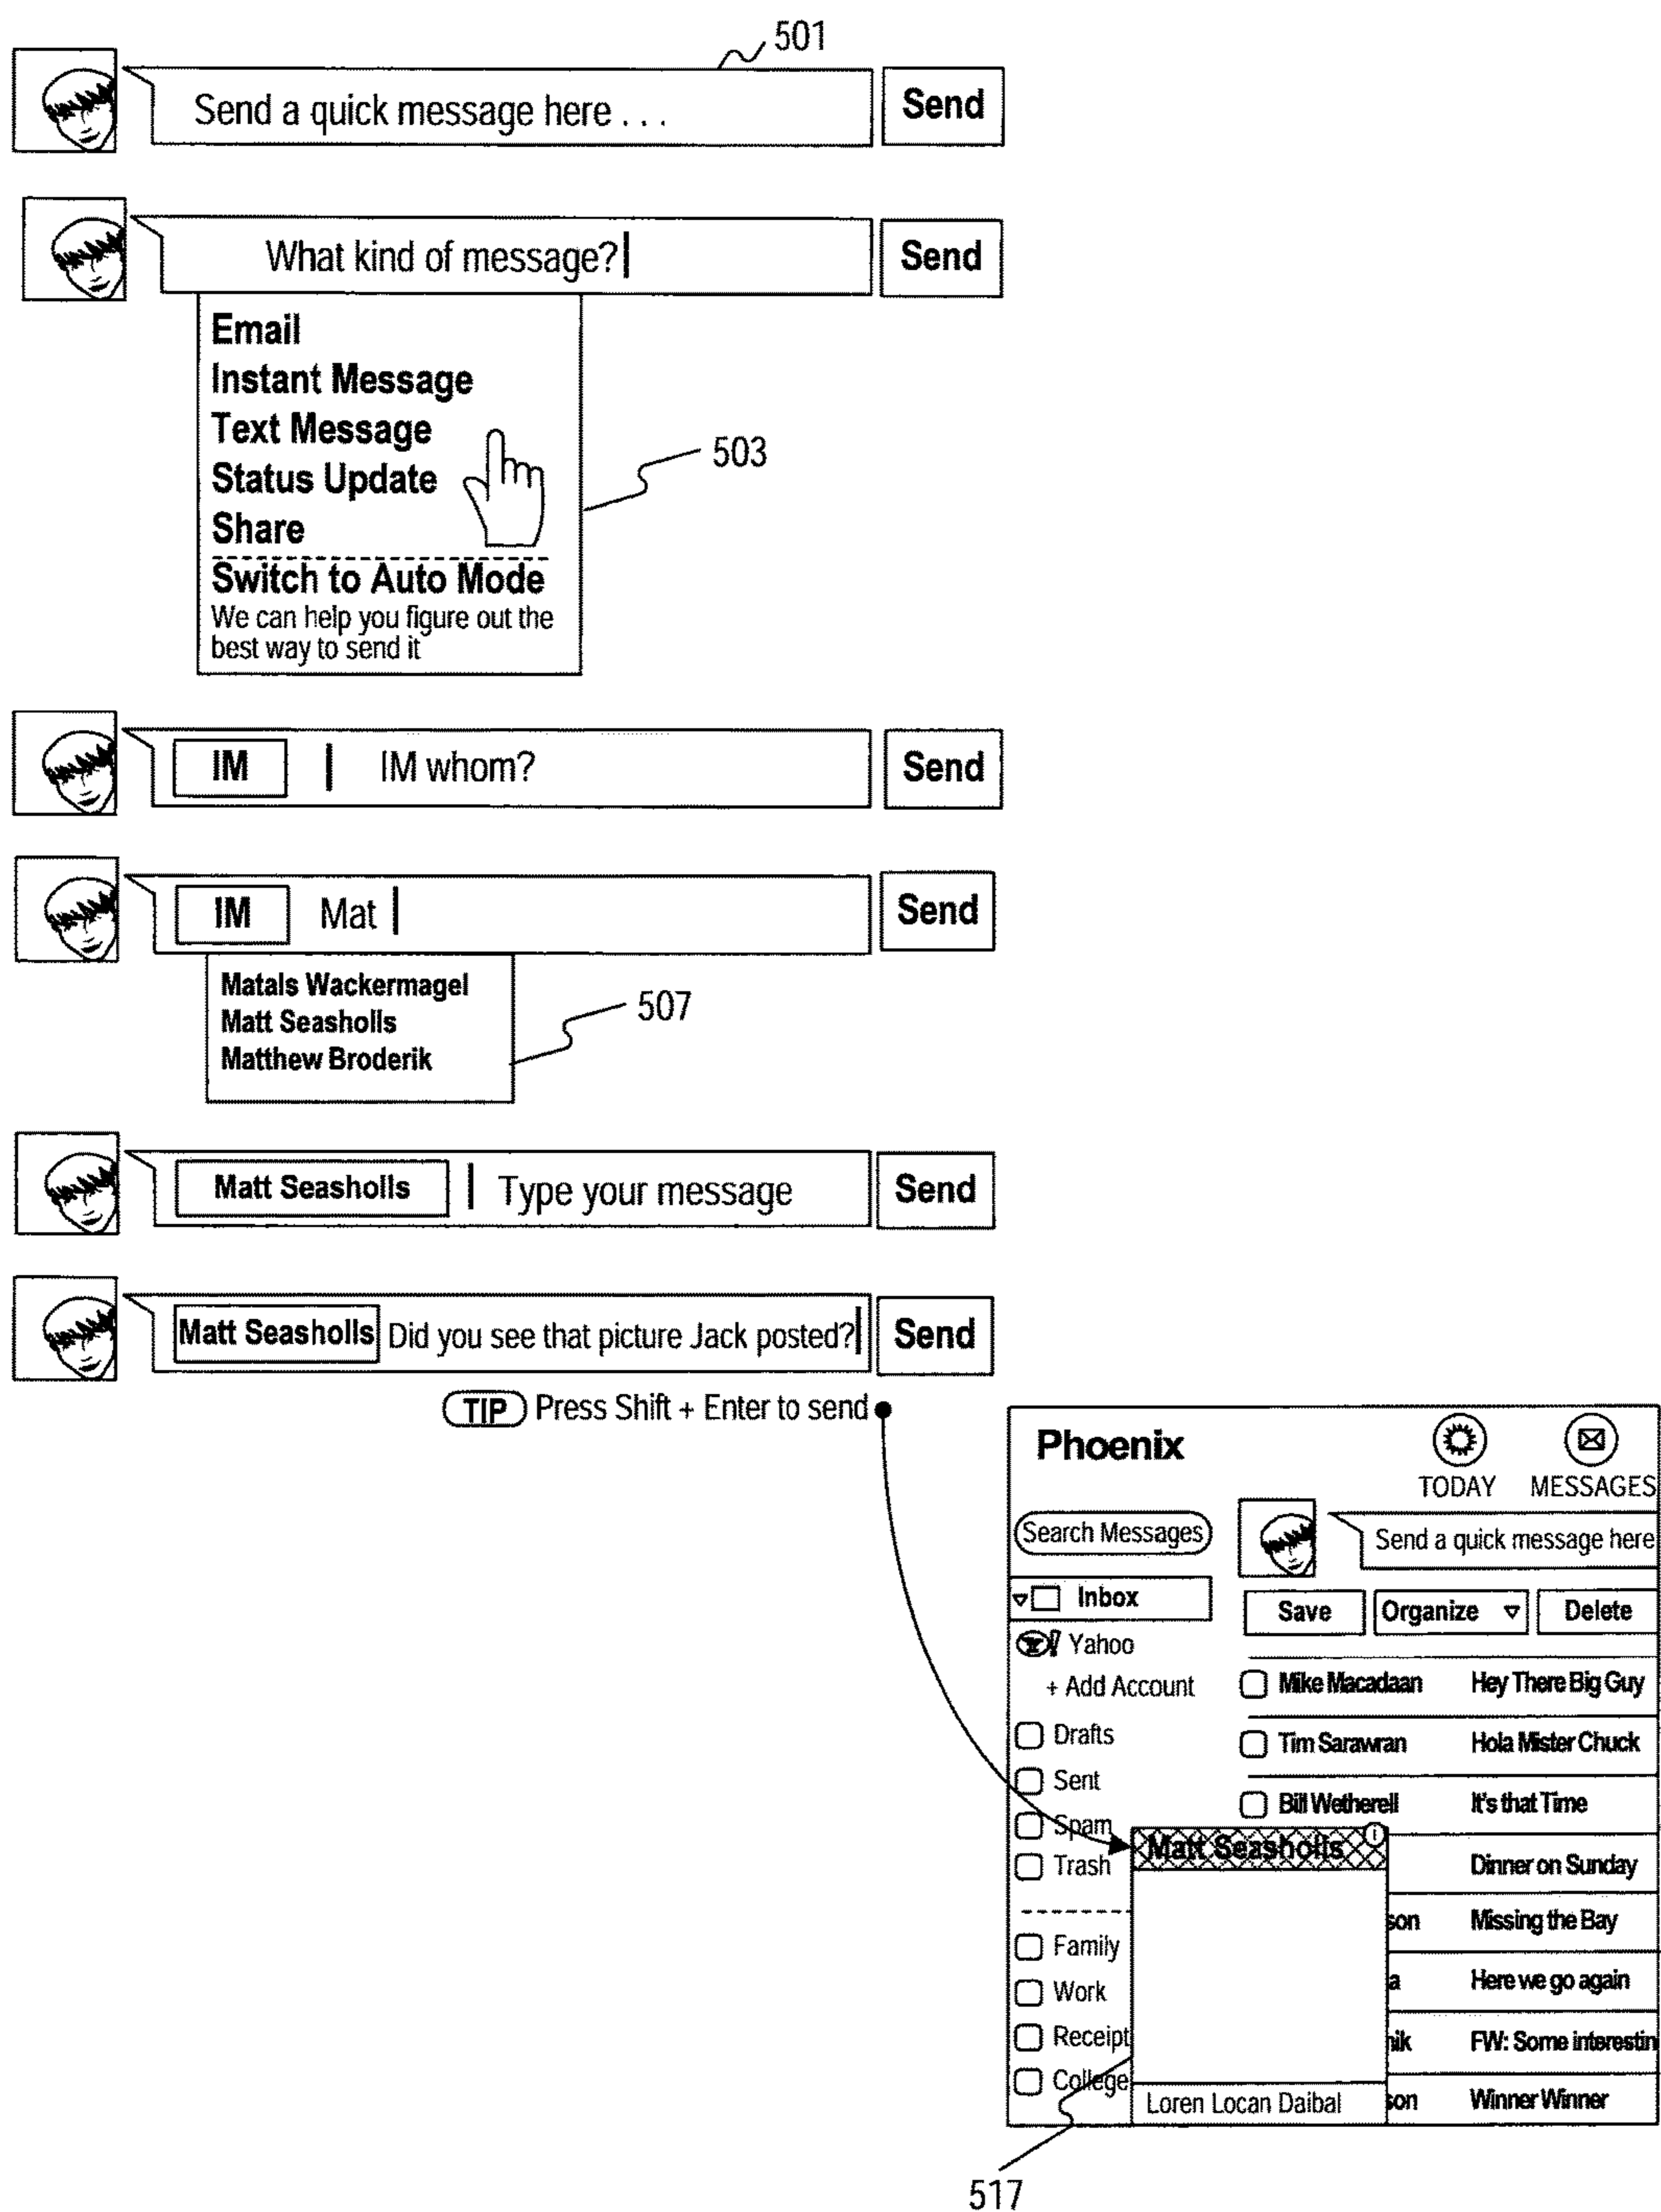 501
Send a quick message here . . .
Send
What kind of message?
Send
Email
Instant Message
Text Message
Status Update
Share
Switch to Auto Mode
We can help you figure out the
best way to send it
503
IM
IM whom?
Send
IM
Mat
Send
Matals Wackermagel
Matt Seasholls
Matthew Broderik
507
Matt Seasholls
Type your message
Send
Matt Seasholls
Did you see that picture Jack posted?
Send
TIP Press Shift + Enter to send
Phoenix
TODAY
MESSAGES
Search Messages
Send a quick message here
Inbox
Save
Organize
Delete
Yahoo
+ Add Account
Mike Macadaan
Hey There Big Guy
Drafts
Tim Sarawran
Hola Mister Chuck
Sent
Bill Wetherell
It's that Time
Spam
Matt Seasholls
i
Trash
Dinner on Sunday
son
Missing the Bay
Family
a
Here we go again
Work
Receipt
nik
FW: Some interestin
College
Loren Locan Daibal
son
Winner Winner
517